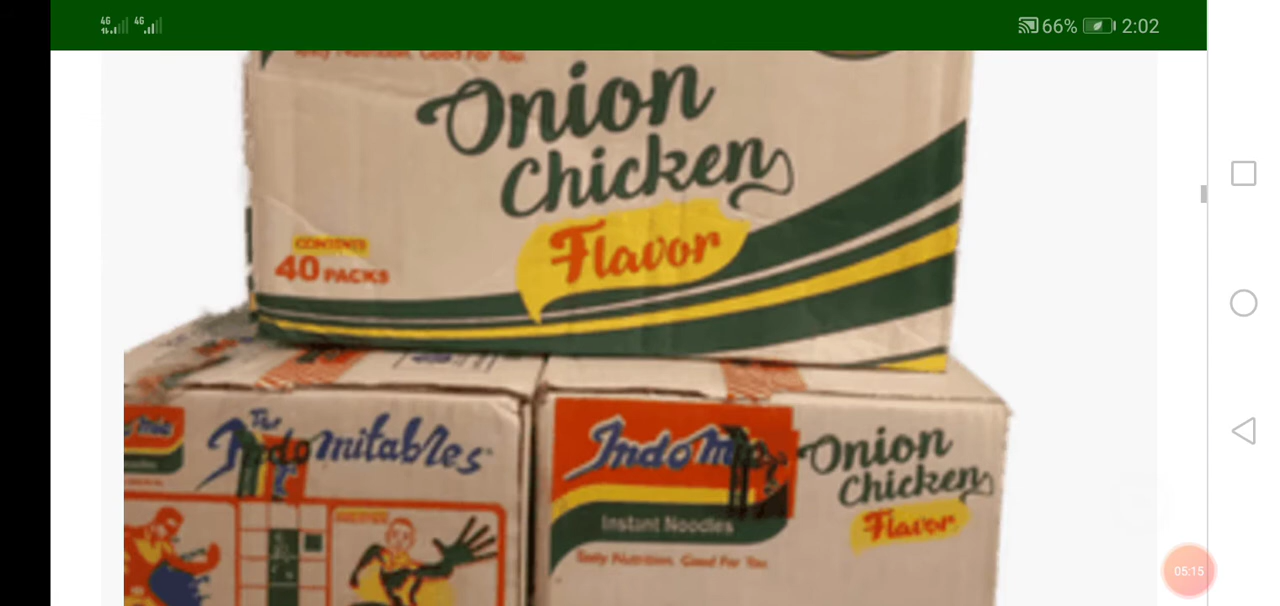 4G 4G 66% 2:02
Tasty Nutrition. Good For You.
Onion
Chicken
Flavor
CONTENTS
40 PACKS
The
Indomitables
IndoMie
Instant Noodles
Tasty Nutrition. Good For You
Onion
Chicken
Flavor
05:15